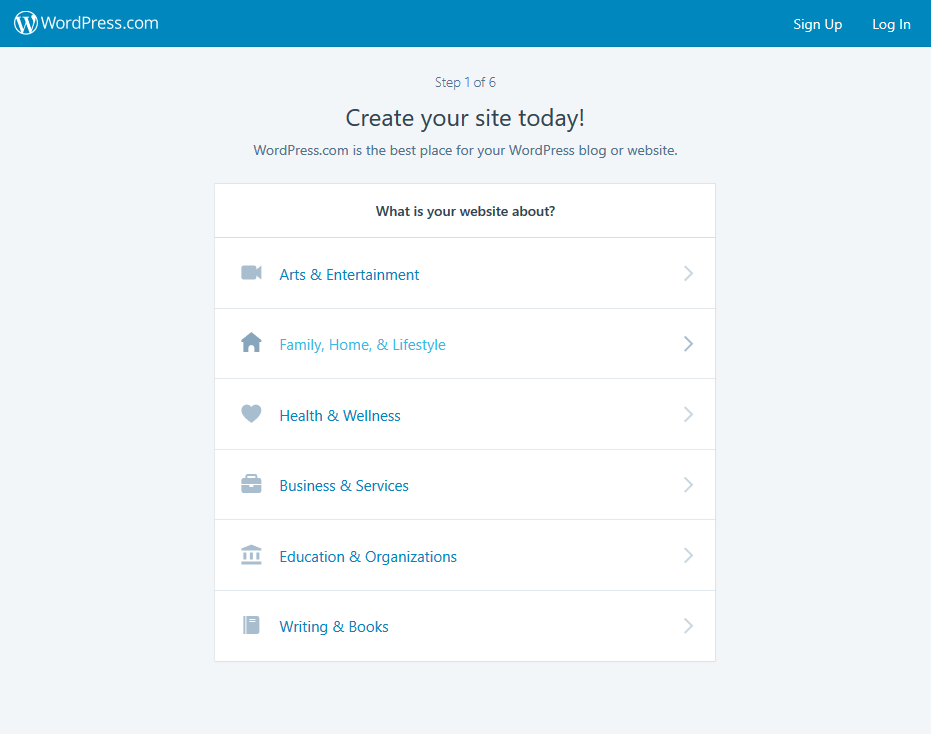 WordPress.com
Sign Up
Log In
Step 1 of 6
Create your site today!
WordPress.com is the best place for your WordPress blog or website.
What is your website about?
Arts & Entertainment
Family, Home, & Lifestyle
Health & Wellness
Business & Services
Education & Organizations
Writing & Books